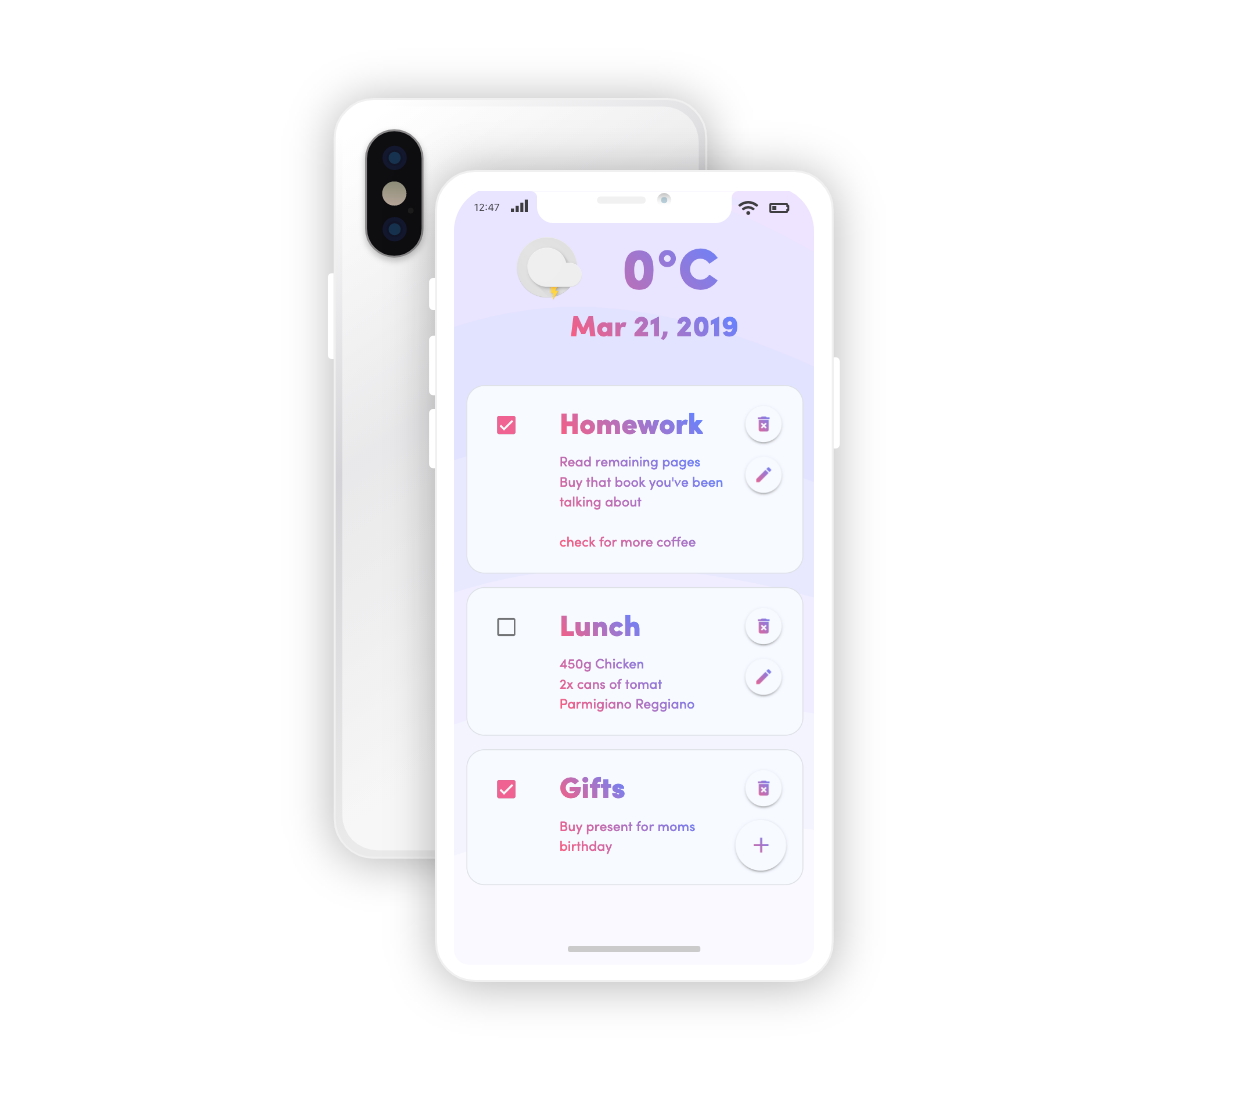 12:47
0°C
Mar 21, 2019
Homework
Read remaining pages
Buy that book you've been
talking about
check for more coffee
Lunch
450g Chicken
2x cans of tomat
Parmigiano Reggiano
Gifts
Buy present for moms
birthday